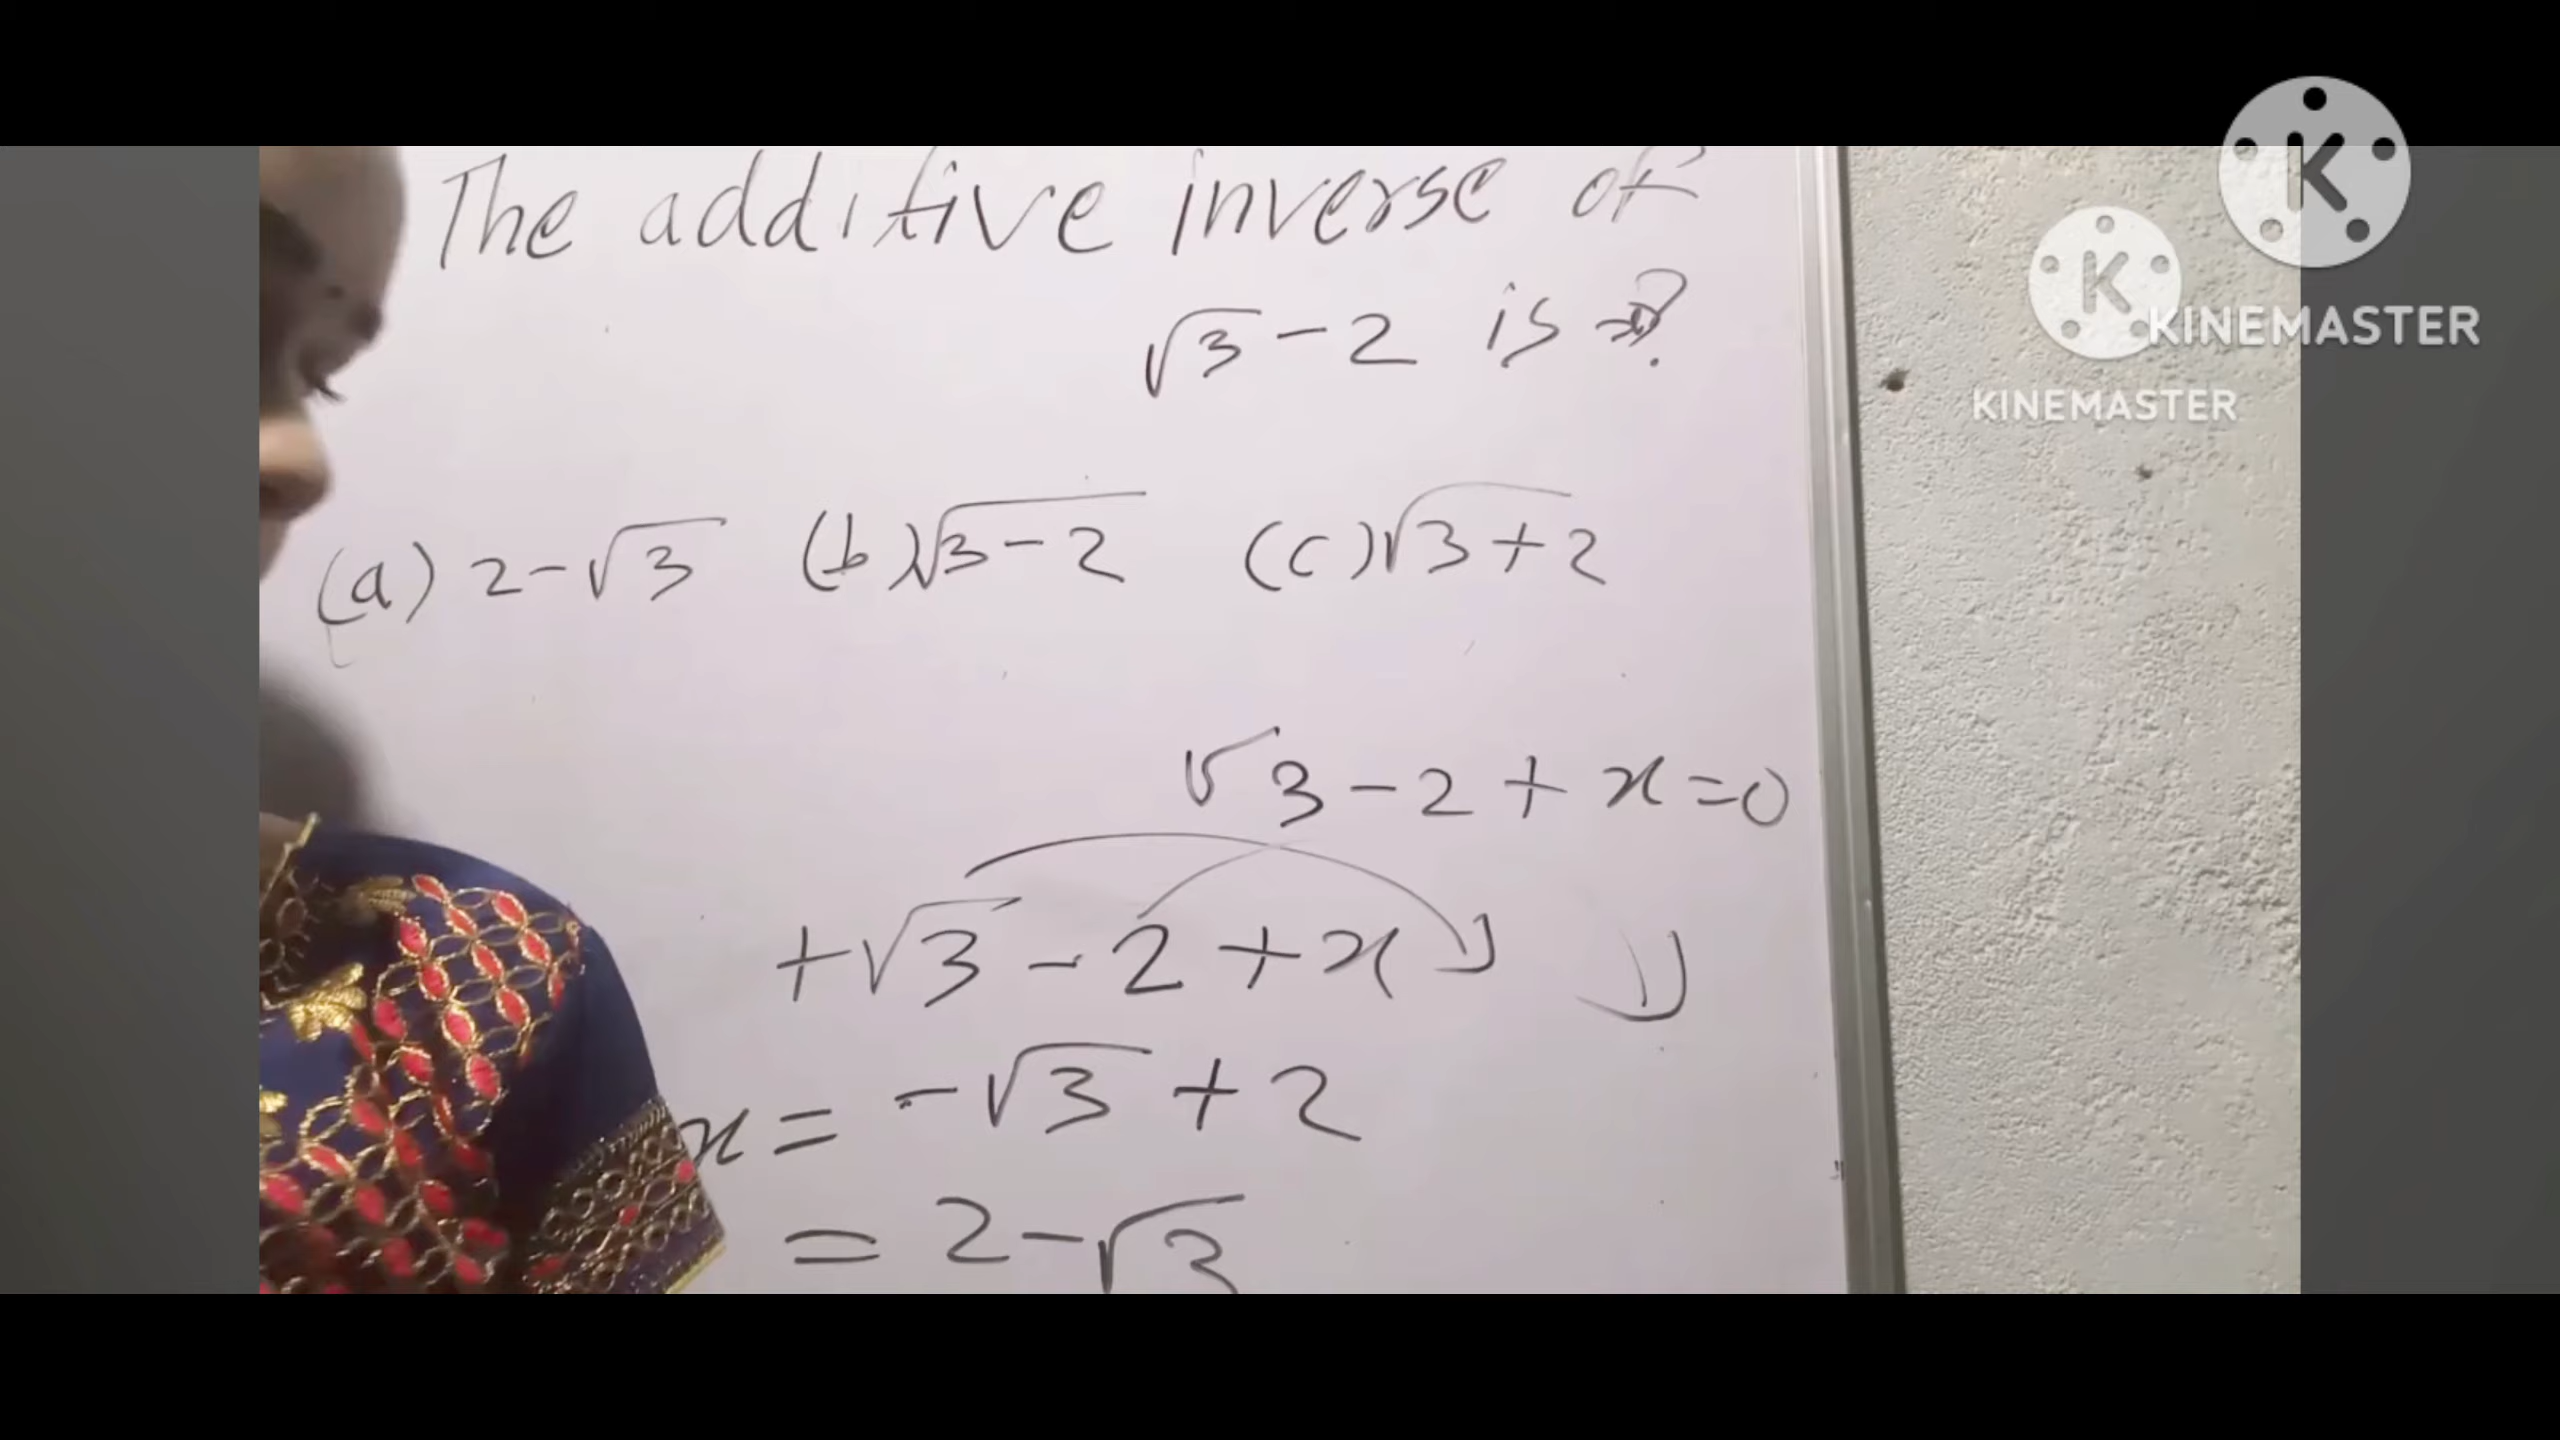 The additive inverse of
√3 - 2 is ?
(a) 2-√3 (b) √3-2 (c) √3+2
√3-2+x=0
+√3-2+x
x= -√3+2
= 2-√3
KINEMASTER
KINEMASTER